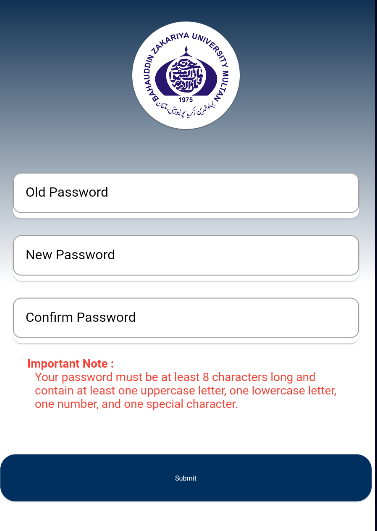 BAHAUDDIN ZAKARIYA UNIVERSITY MULTAN
1975
Old Password
New Password
Confirm Password
Important Note :
Your password must be at least 8 characters long and
contain at least one uppercase letter, one lowercase letter,
one number, and one special character.
Submit